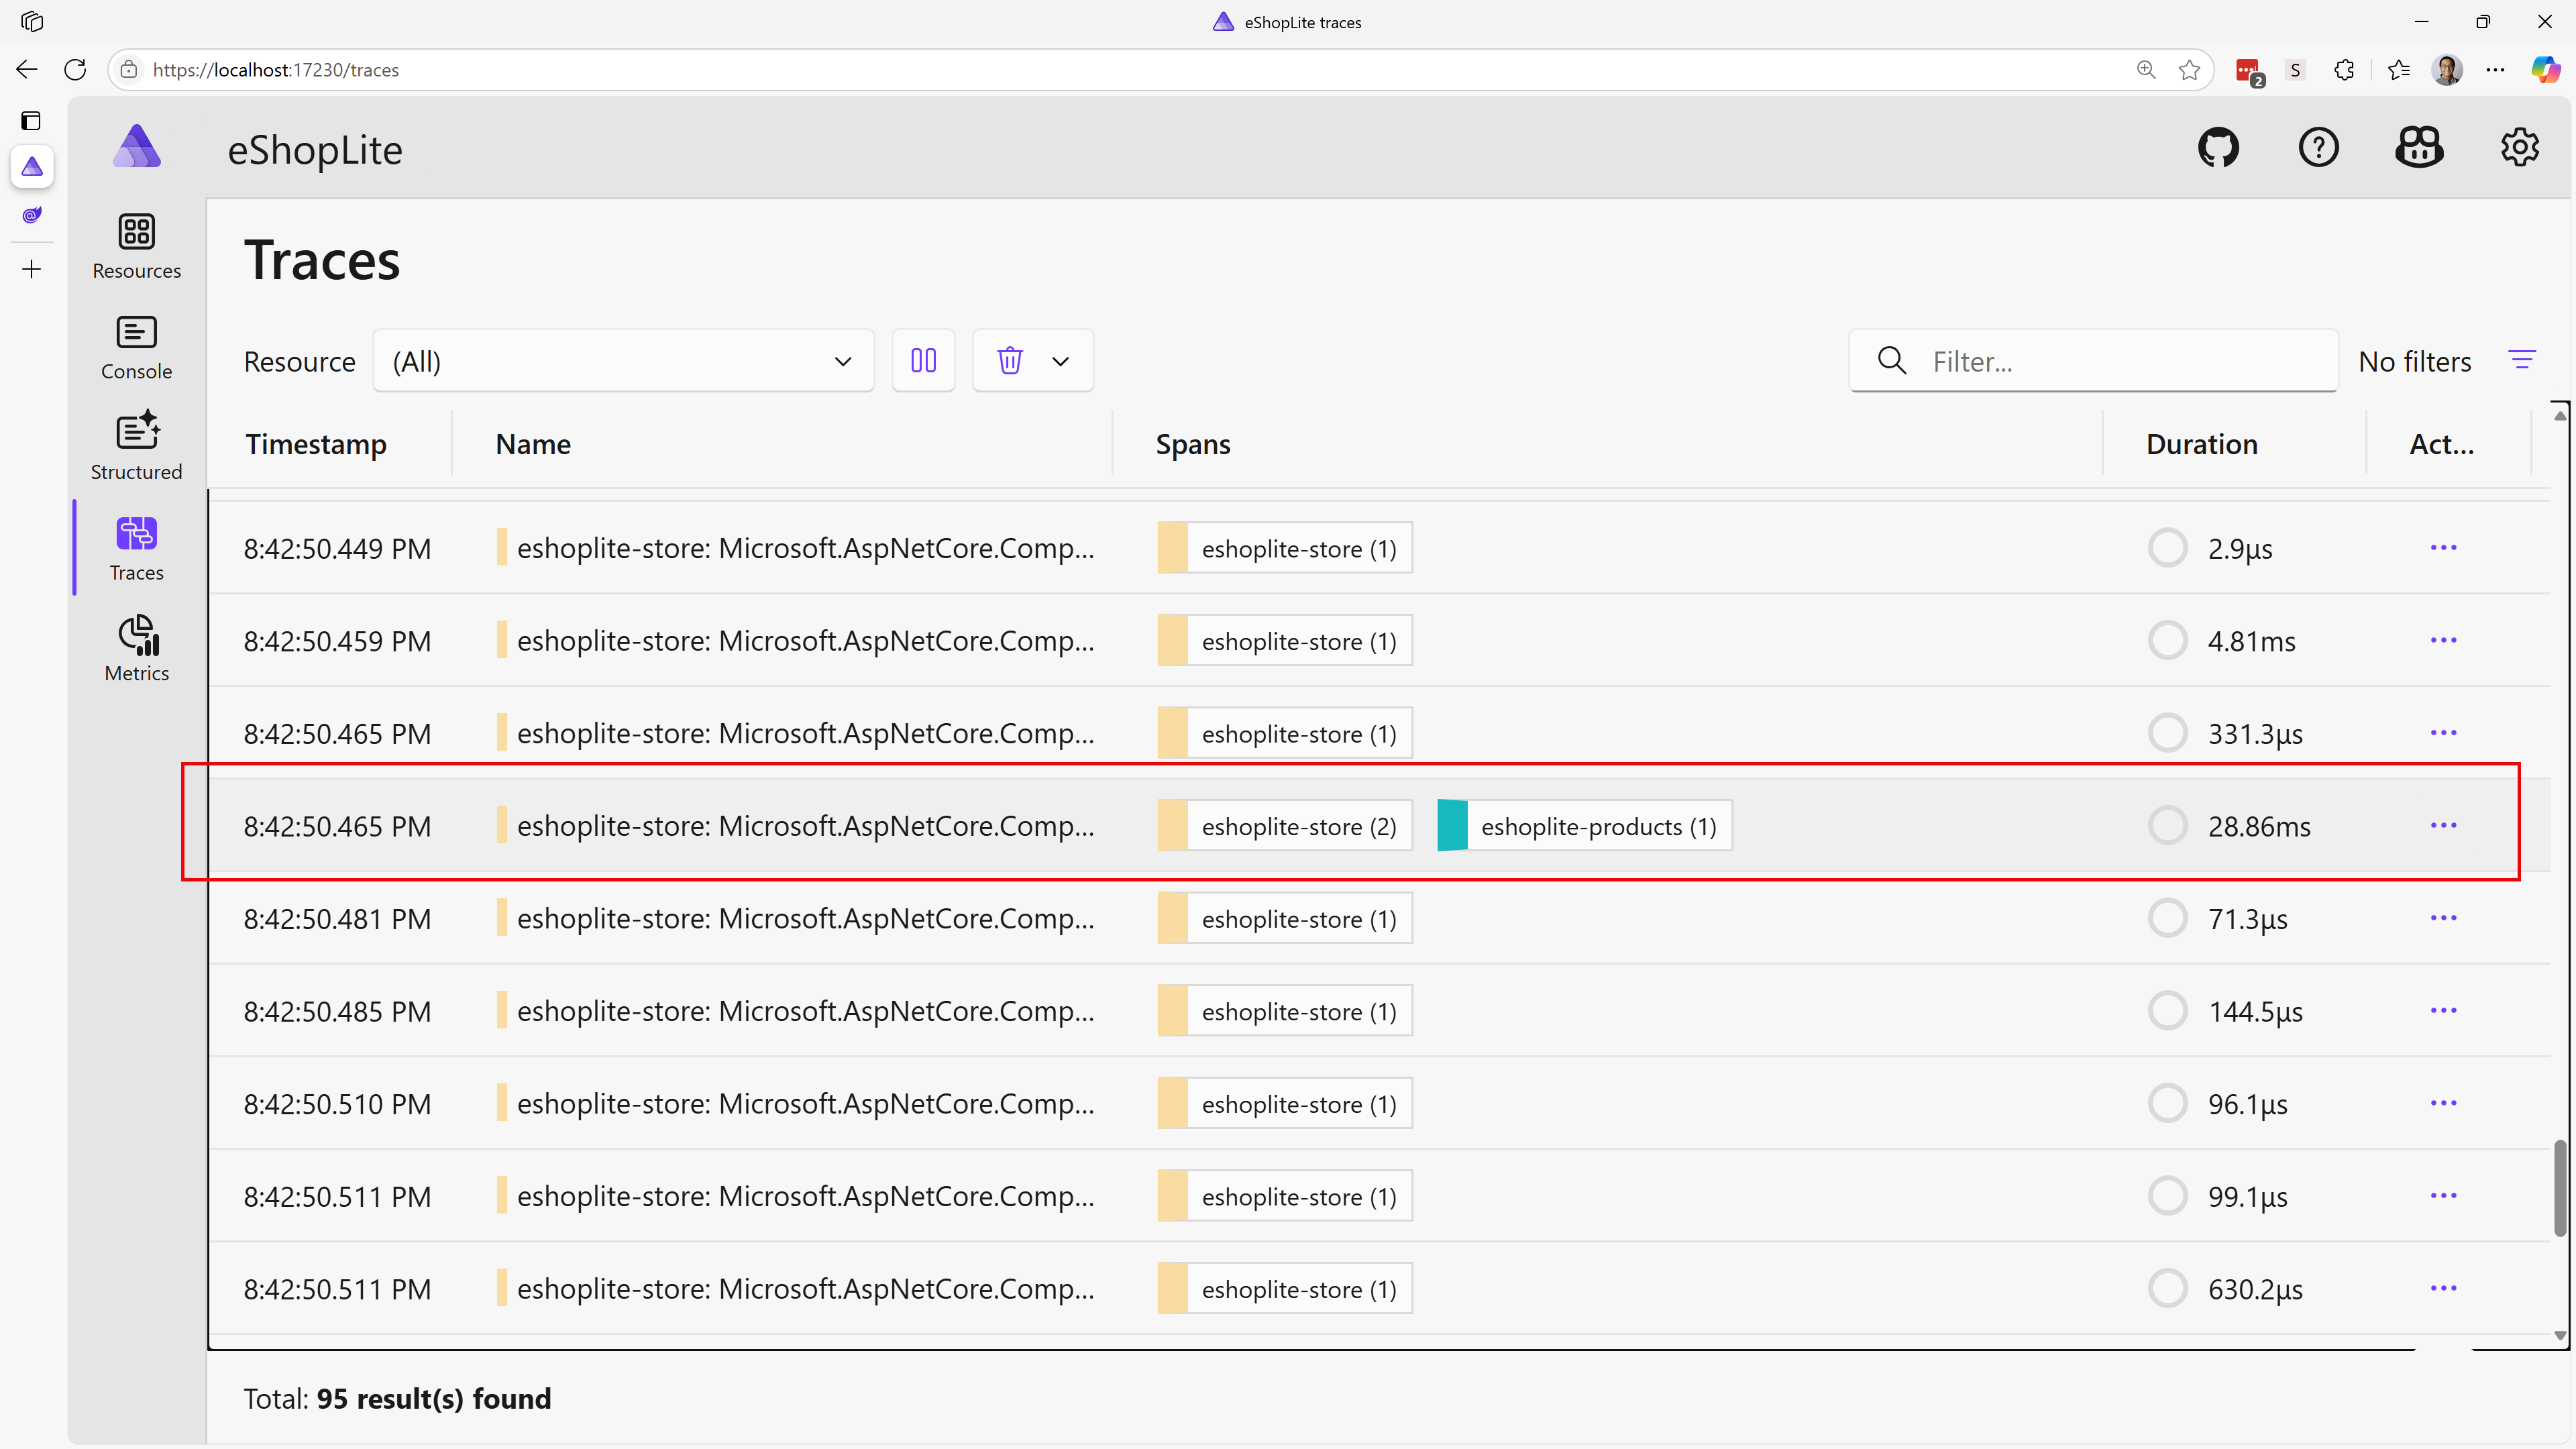 eShopLite traces
https://localhost:17230/traces
2
S
eShopLite
Resources
Console
Structured
Traces
Metrics
Traces
Resource (All) Filter... No filters
Timestamp Name Spans Duration Act...
8:42:50.449 PM eshoplite-store: Microsoft.AspNetCore.Comp... eshoplite-store (1) 2.9μs
8:42:50.459 PM eshoplite-store: Microsoft.AspNetCore.Comp... eshoplite-store (1) 4.81ms
8:42:50.465 PM eshoplite-store: Microsoft.AspNetCore.Comp... eshoplite-store (1) 331.3μs
8:42:50.465 PM eshoplite-store: Microsoft.AspNetCore.Comp... eshoplite-store (2) eshoplite-products (1) 28.86ms
8:42:50.481 PM eshoplite-store: Microsoft.AspNetCore.Comp... eshoplite-store (1) 71.3μs
8:42:50.485 PM eshoplite-store: Microsoft.AspNetCore.Comp... eshoplite-store (1) 144.5μs
8:42:50.510 PM eshoplite-store: Microsoft.AspNetCore.Comp... eshoplite-store (1) 96.1μs
8:42:50.511 PM eshoplite-store: Microsoft.AspNetCore.Comp... eshoplite-store (1) 99.1μs
8:42:50.511 PM eshoplite-store: Microsoft.AspNetCore.Comp... eshoplite-store (1) 630.2μs
Total: 95 result(s) found